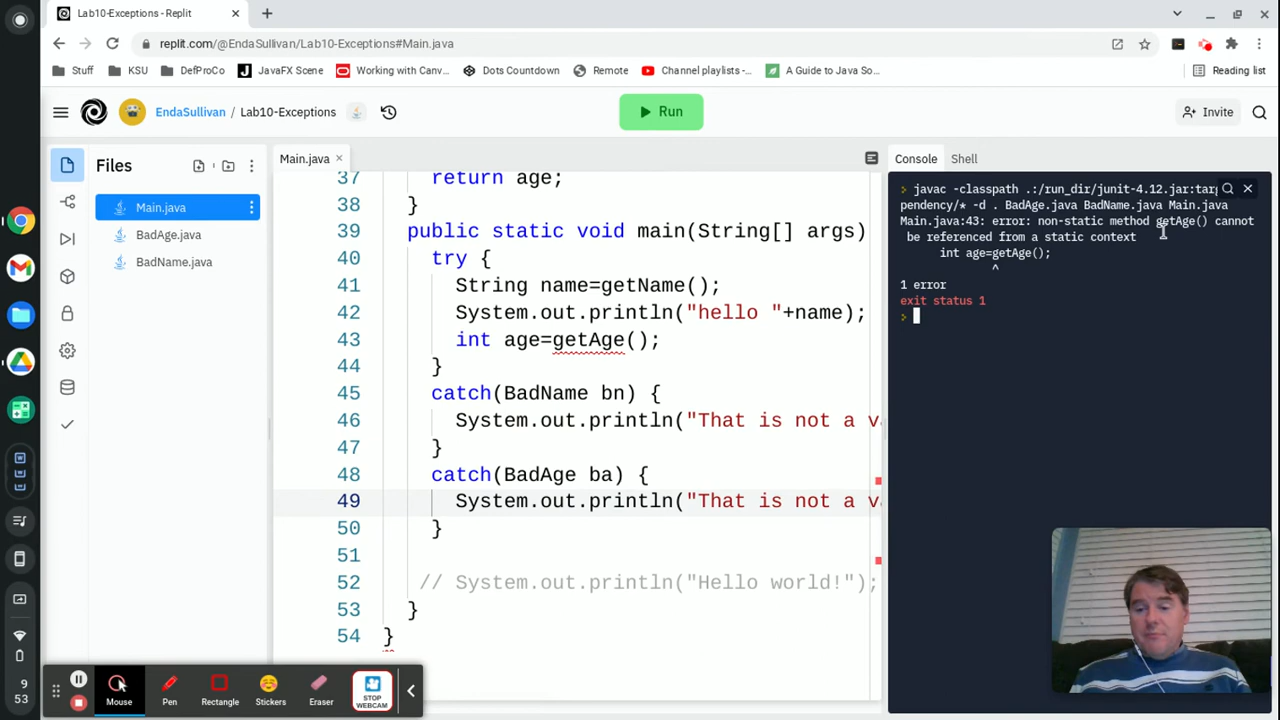 Lab10-Exceptions - Replit
replit.com/@EndaSullivan/Lab10-Exceptions#Main.java
Stuff KSU DefProCo JavaFX Scene Working with Canv... Dots Countdown Remote Channel playlists -... A Guide to Java So... Reading list
EndaSullivan / Lab10-Exceptions Run Invite
Files
Main.java
BadAge.java
BadName.java
Main.java
37 return age;
38 }
39 public static void main(String[] args)
40 try {
41 String name=getName();
42 System.out.println("hello "+name);
43 int age=getAge();
44 }
45 catch(BadName bn) {
46 System.out.println("That is not a v
47 }
48 catch(BadAge ba) {
49 System.out.println("That is not a v
50 }
51
52 // System.out.println("Hello world!");
53 }
54 }
Console Shell
> javac -classpath .:/run_dir/junit-4.12.jar:targ
pendency/* -d . BadAge.java BadName.java Main.java
Main.java:43: error: non-static method getAge() cannot
be referenced from a static context
int age=getAge();
^
1 error
exit status 1
>
9
53
Mouse Pen Rectangle Stickers Eraser STOP
WEBCAM